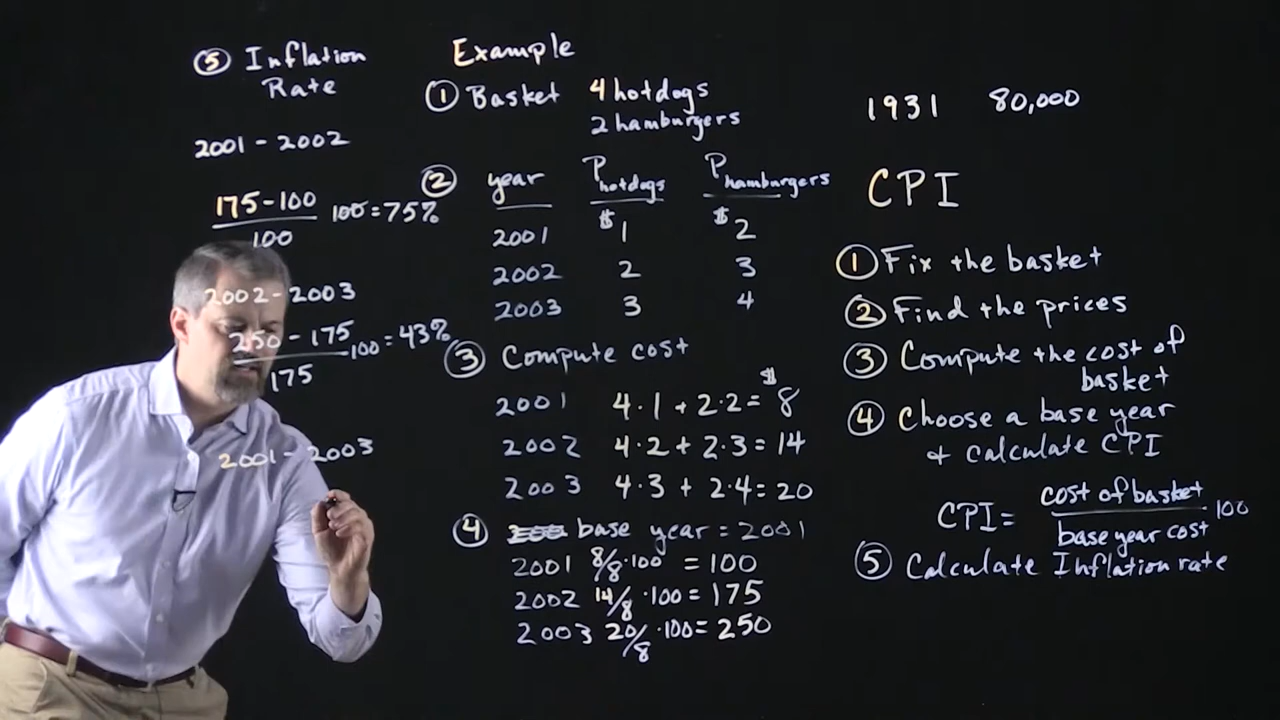 ⑤ Inflation
Rate
2001 - 2002
175 - 100
100
100 = 75%
2002 - 2003
250 - 175
175
100 = 43%
2001 - 2003
Example
① Basket 4 hotdogs
2 hamburgers
② year P hotdogs P hamburgers
2001 $1 $2
2002 2 3
2003 3 4
③ Compute cost
2001 4·1 + 2·2 = $8
2002 4·2 + 2·3 = 14
2003 4·3 + 2·4 = 20
④ base year = 2001
2001 8/8·100 = 100
2002 14/8·100 = 175
2003 20/8·100 = 250
1931 80,000
CPI
① Fix the basket
② Find the prices
③ Compute the cost of
basket
④ Choose a base year
+ calculate CPI
CPI = cost of basket
base year cost
100
⑤ Calculate Inflation rate